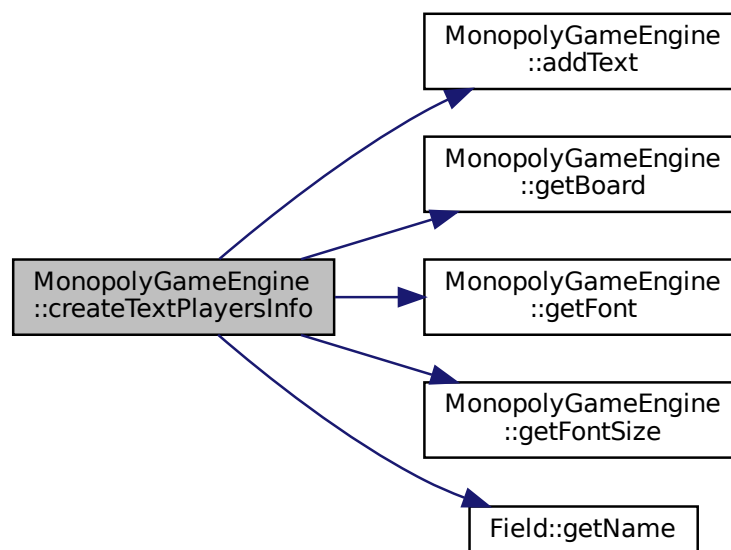 MonopolyGameEngine
::createTextPlayersInfo
MonopolyGameEngine
::addText
MonopolyGameEngine
::getBoard
MonopolyGameEngine
::getFont
MonopolyGameEngine
::getFontSize
Field::getName